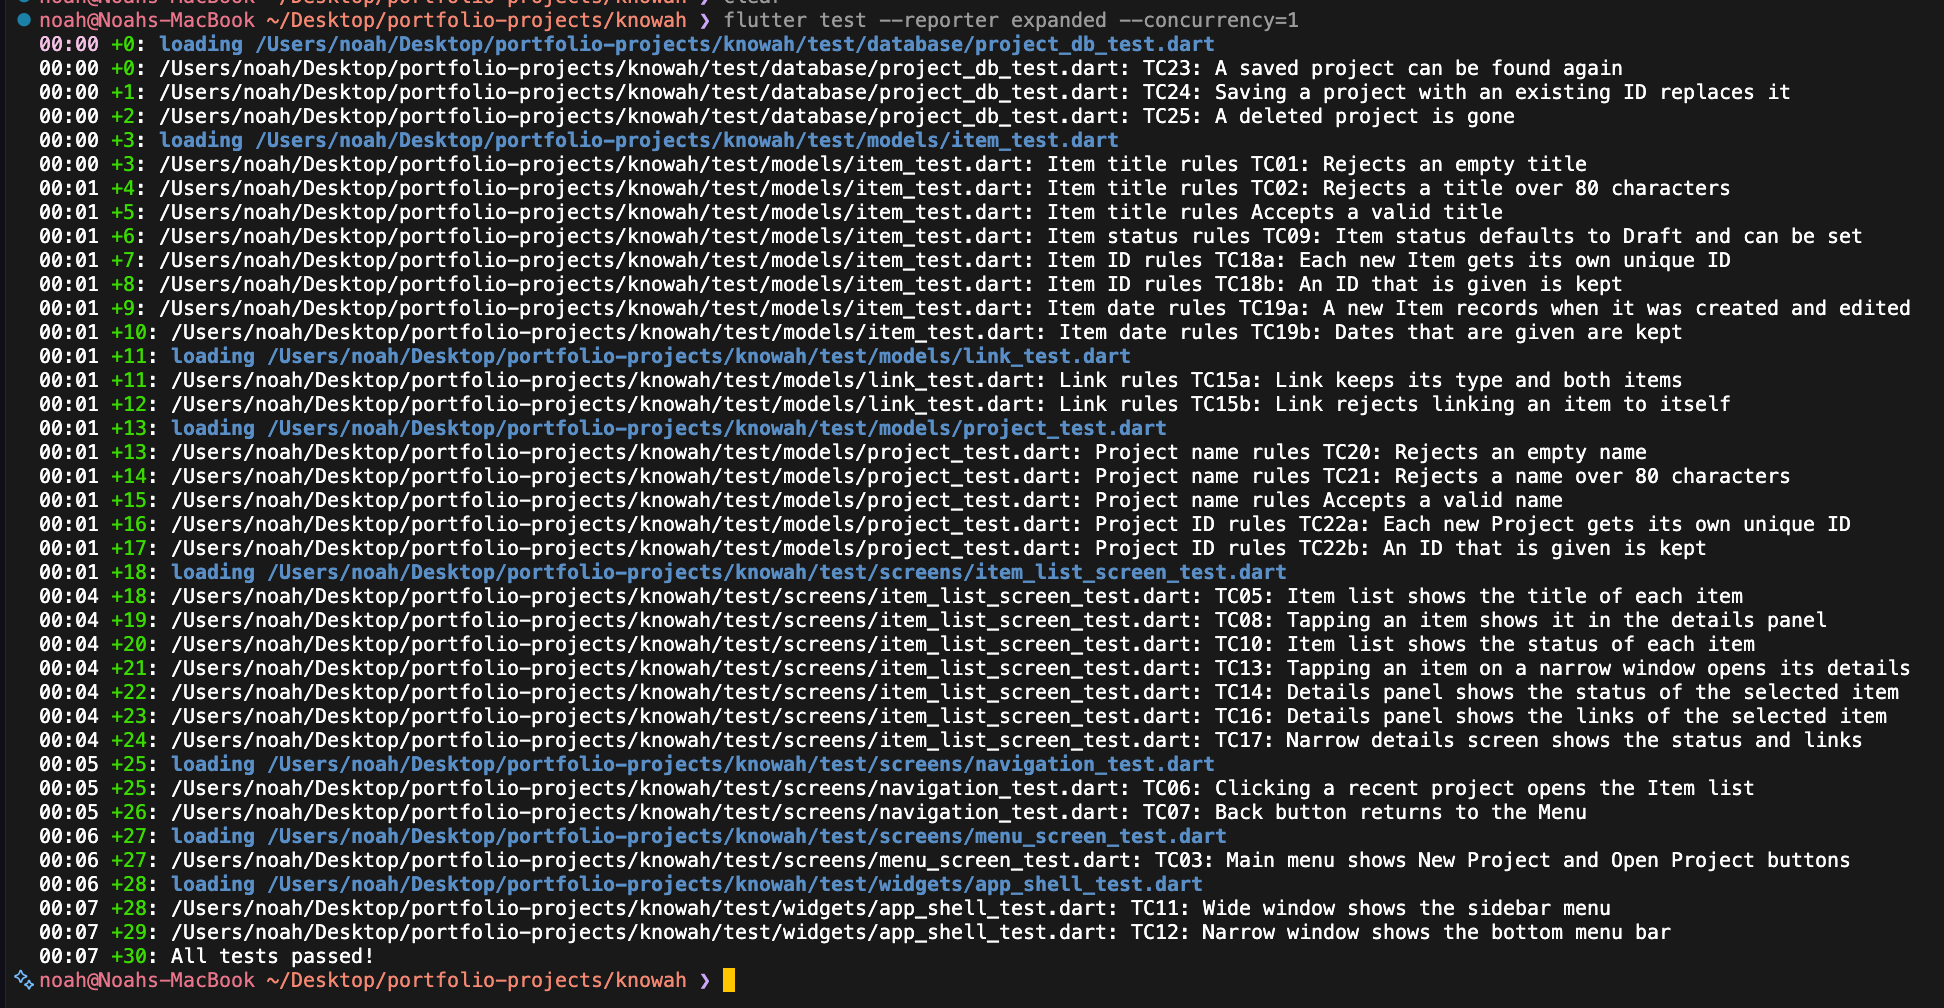 noah@Noahs-MacBook ~/Desktop/portfolio-projects/knowah ❯ clear
noah@Noahs-MacBook ~/Desktop/portfolio-projects/knowah ❯ flutter test --reporter expanded --concurrency=1
00:00 +0: loading /Users/noah/Desktop/portfolio-projects/knowah/test/database/project_db_test.dart
00:00 +0: /Users/noah/Desktop/portfolio-projects/knowah/test/database/project_db_test.dart: TC23: A saved project can be found again
00:00 +1: /Users/noah/Desktop/portfolio-projects/knowah/test/database/project_db_test.dart: TC24: Saving a project with an existing ID replaces it
00:00 +2: /Users/noah/Desktop/portfolio-projects/knowah/test/database/project_db_test.dart: TC25: A deleted project is gone
00:00 +3: loading /Users/noah/Desktop/portfolio-projects/knowah/test/models/item_test.dart
00:00 +3: /Users/noah/Desktop/portfolio-projects/knowah/test/models/item_test.dart: Item title rules TC01: Rejects an empty title
00:01 +4: /Users/noah/Desktop/portfolio-projects/knowah/test/models/item_test.dart: Item title rules TC02: Rejects a title over 80 characters
00:01 +5: /Users/noah/Desktop/portfolio-projects/knowah/test/models/item_test.dart: Item title rules Accepts a valid title
00:01 +6: /Users/noah/Desktop/portfolio-projects/knowah/test/models/item_test.dart: Item status rules TC09: Item status defaults to Draft and can be set
00:01 +7: /Users/noah/Desktop/portfolio-projects/knowah/test/models/item_test.dart: Item ID rules TC18a: Each new Item gets its own unique ID
00:01 +8: /Users/noah/Desktop/portfolio-projects/knowah/test/models/item_test.dart: Item ID rules TC18b: An ID that is given is kept
00:01 +9: /Users/noah/Desktop/portfolio-projects/knowah/test/models/item_test.dart: Item date rules TC19a: A new Item records when it was created and edited
00:01 +10: /Users/noah/Desktop/portfolio-projects/knowah/test/models/item_test.dart: Item date rules TC19b: Dates that are given are kept
00:01 +11: loading /Users/noah/Desktop/portfolio-projects/knowah/test/models/link_test.dart
00:01 +11: /Users/noah/Desktop/portfolio-projects/knowah/test/models/link_test.dart: Link rules TC15a: Link keeps its type and both items
00:01 +12: /Users/noah/Desktop/portfolio-projects/knowah/test/models/link_test.dart: Link rules TC15b: Link rejects linking an item to itself
00:01 +13: loading /Users/noah/Desktop/portfolio-projects/knowah/test/models/project_test.dart
00:01 +13: /Users/noah/Desktop/portfolio-projects/knowah/test/models/project_test.dart: Project name rules TC20: Rejects an empty name
00:01 +14: /Users/noah/Desktop/portfolio-projects/knowah/test/models/project_test.dart: Project name rules TC21: Rejects a name over 80 characters
00:01 +15: /Users/noah/Desktop/portfolio-projects/knowah/test/models/project_test.dart: Project name rules Accepts a valid name
00:01 +16: /Users/noah/Desktop/portfolio-projects/knowah/test/models/project_test.dart: Project ID rules TC22a: Each new Project gets its own unique ID
00:01 +17: /Users/noah/Desktop/portfolio-projects/knowah/test/models/project_test.dart: Project ID rules TC22b: An ID that is given is kept
00:01 +18: loading /Users/noah/Desktop/portfolio-projects/knowah/test/screens/item_list_screen_test.dart
00:04 +18: /Users/noah/Desktop/portfolio-projects/knowah/test/screens/item_list_screen_test.dart: TC05: Item list shows the title of each item
00:04 +19: /Users/noah/Desktop/portfolio-projects/knowah/test/screens/item_list_screen_test.dart: TC08: Tapping an item shows it in the details panel
00:04 +20: /Users/noah/Desktop/portfolio-projects/knowah/test/screens/item_list_screen_test.dart: TC10: Item list shows the status of each item
00:04 +21: /Users/noah/Desktop/portfolio-projects/knowah/test/screens/item_list_screen_test.dart: TC13: Tapping an item on a narrow window opens its details
00:04 +22: /Users/noah/Desktop/portfolio-projects/knowah/test/screens/item_list_screen_test.dart: TC14: Details panel shows the status of the selected item
00:04 +23: /Users/noah/Desktop/portfolio-projects/knowah/test/screens/item_list_screen_test.dart: TC16: Details panel shows the links of the selected item
00:04 +24: /Users/noah/Desktop/portfolio-projects/knowah/test/screens/item_list_screen_test.dart: TC17: Narrow details screen shows the status and links
00:05 +25: loading /Users/noah/Desktop/portfolio-projects/knowah/test/screens/navigation_test.dart
00:05 +25: /Users/noah/Desktop/portfolio-projects/knowah/test/screens/navigation_test.dart: TC06: Clicking a recent project opens the Item list
00:05 +26: /Users/noah/Desktop/portfolio-projects/knowah/test/screens/navigation_test.dart: TC07: Back button returns to the Menu
00:06 +27: loading /Users/noah/Desktop/portfolio-projects/knowah/test/screens/menu_screen_test.dart
00:06 +27: /Users/noah/Desktop/portfolio-projects/knowah/test/screens/menu_screen_test.dart: TC03: Main menu shows New Project and Open Project buttons
00:06 +28: loading /Users/noah/Desktop/portfolio-projects/knowah/test/widgets/app_shell_test.dart
00:07 +28: /Users/noah/Desktop/portfolio-projects/knowah/test/widgets/app_shell_test.dart: TC11: Wide window shows the sidebar menu
00:07 +29: /Users/noah/Desktop/portfolio-projects/knowah/test/widgets/app_shell_test.dart: TC12: Narrow window shows the bottom menu bar
00:07 +30: All tests passed!
noah@Noahs-MacBook ~/Desktop/portfolio-projects/knowah ❯